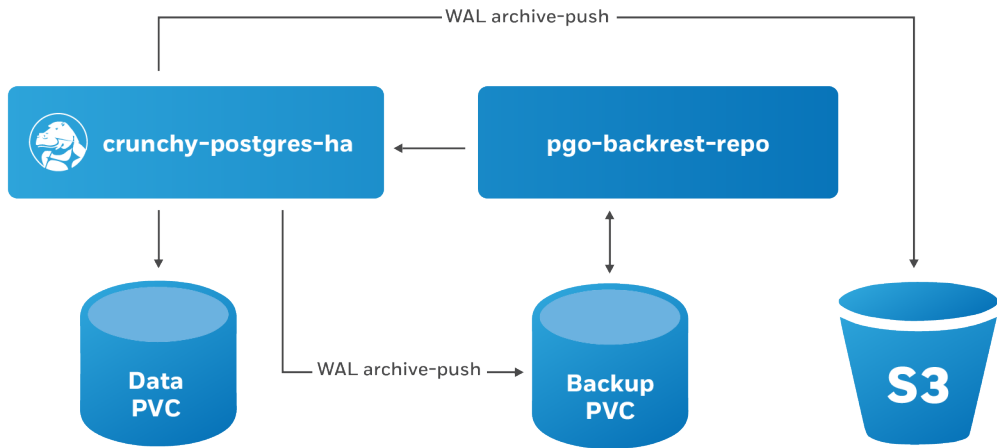 WAL archive-push
crunchy-postgres-ha
pgo-backrest-repo
WAL archive-push
Data
PVC
Backup
PVC
S3